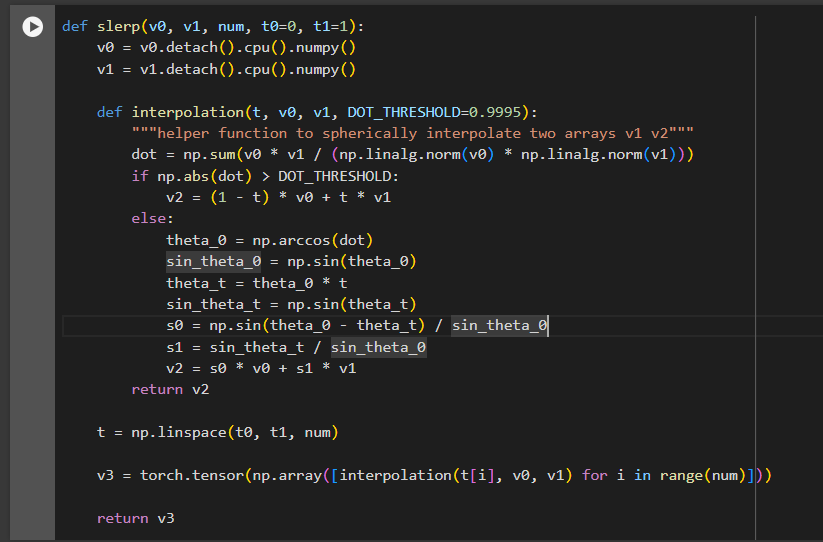 def slerp(v0, v1, num, t0=0, t1=1):
    v0 = v0.detach().cpu().numpy()
    v1 = v1.detach().cpu().numpy()

    def interpolation(t, v0, v1, DOT_THRESHOLD=0.9995):
        """helper function to spherically interpolate two arrays v1 v2"""
        dot = np.sum(v0 * v1 / (np.linalg.norm(v0) * np.linalg.norm(v1)))
        if np.abs(dot) > DOT_THRESHOLD:
            v2 = (1 - t) * v0 + t * v1
        else:
            theta_0 = np.arccos(dot)
            sin_theta_0 = np.sin(theta_0)
            theta_t = theta_0 * t
            sin_theta_t = np.sin(theta_t)
            s0 = np.sin(theta_0 - theta_t) / sin_theta_0
            s1 = sin_theta_t / sin_theta_0
            v2 = s0 * v0 + s1 * v1
        return v2

    t = np.linspace(t0, t1, num)

    v3 = torch.tensor(np.array([interpolation(t[i], v0, v1) for i in range(num)]))

    return v3